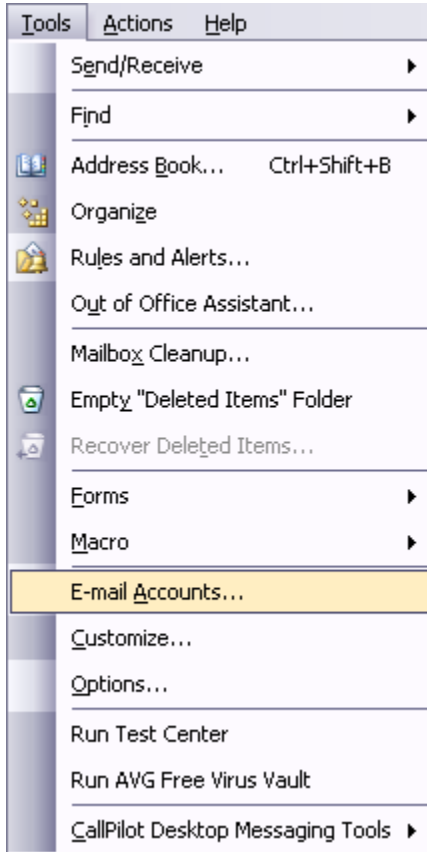 Tools Actions Help
Send/Receive
Find
Address Book... Ctrl+Shift+B
Organize
Rules and Alerts...
Out of Office Assistant...
Mailbox Cleanup...
Empty "Deleted Items" Folder
Recover Deleted Items...
Forms
Macro
E-mail Accounts...
Customize...
Options...
Run Test Center
Run AVG Free Virus Vault
CallPilot Desktop Messaging Tools